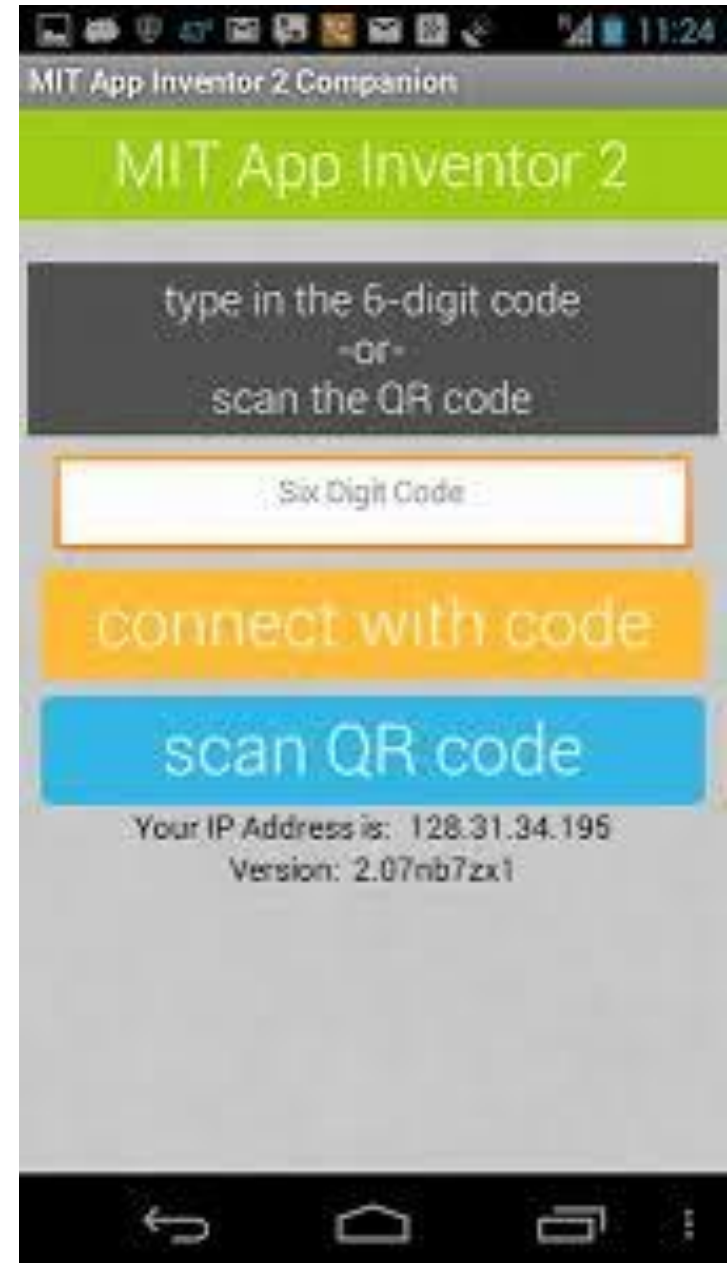 43° 11:24
MIT App Inventor 2 Companion
MIT App Inventor 2
type in the 6-digit code
-or-
scan the QR code
Six Digit Code
connect with code
scan QR code
Your IP Address is: 128.31.34.195
Version: 2.07nb7zx1